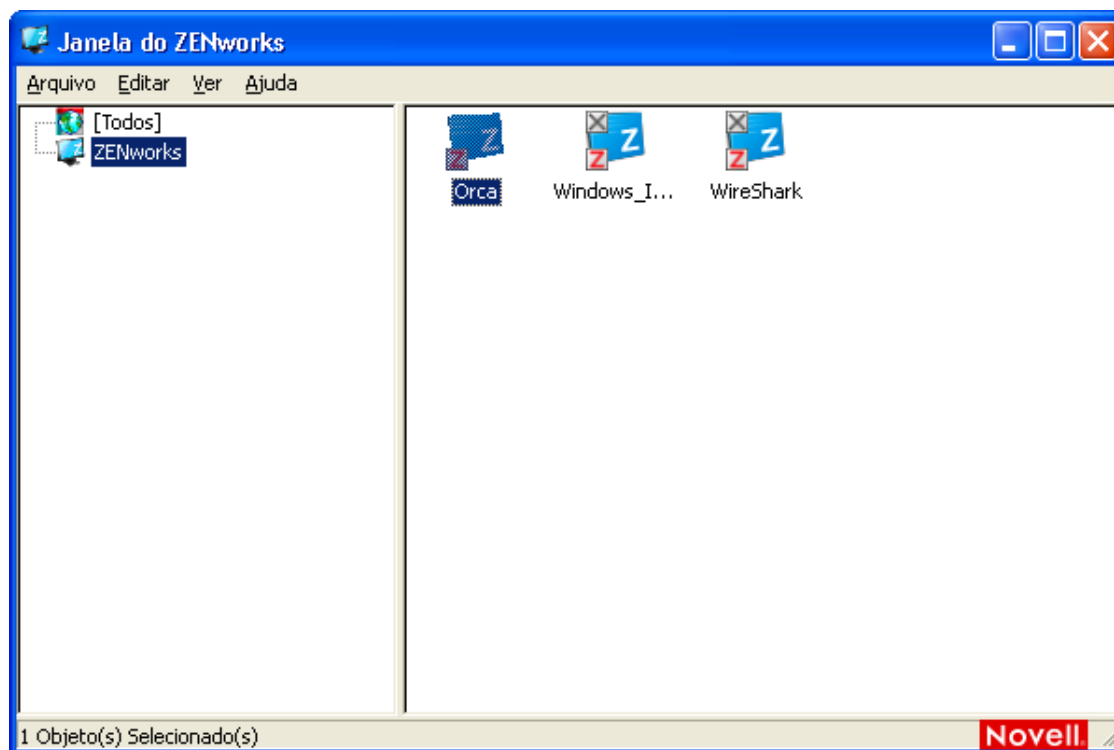 Janela do ZENworks
Arquivo Editar Ver Ajuda
[Todos]
ZENworks
Orca Windows_I... WireShark
1 Objeto(s) Selecionado(s)
Novell.